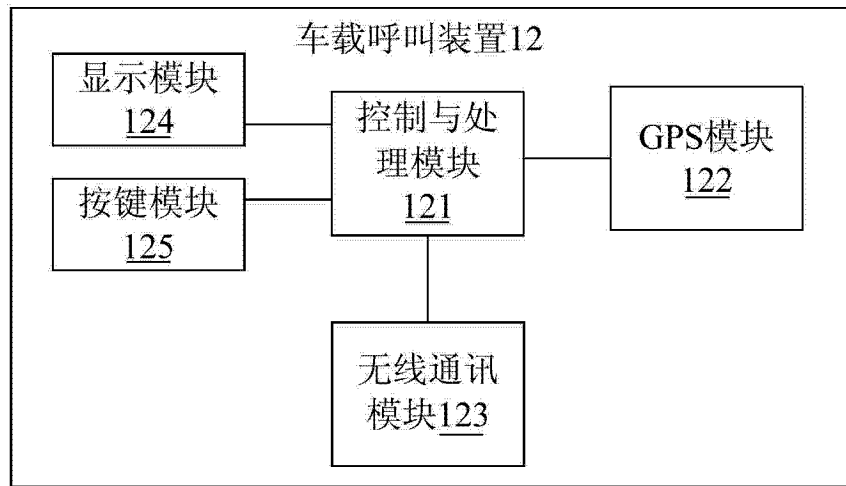 车载呼叫装置12
显示模块
124
控制与处
理模块
121
GPS模块
122
按键模块
125
无线通讯
模块123